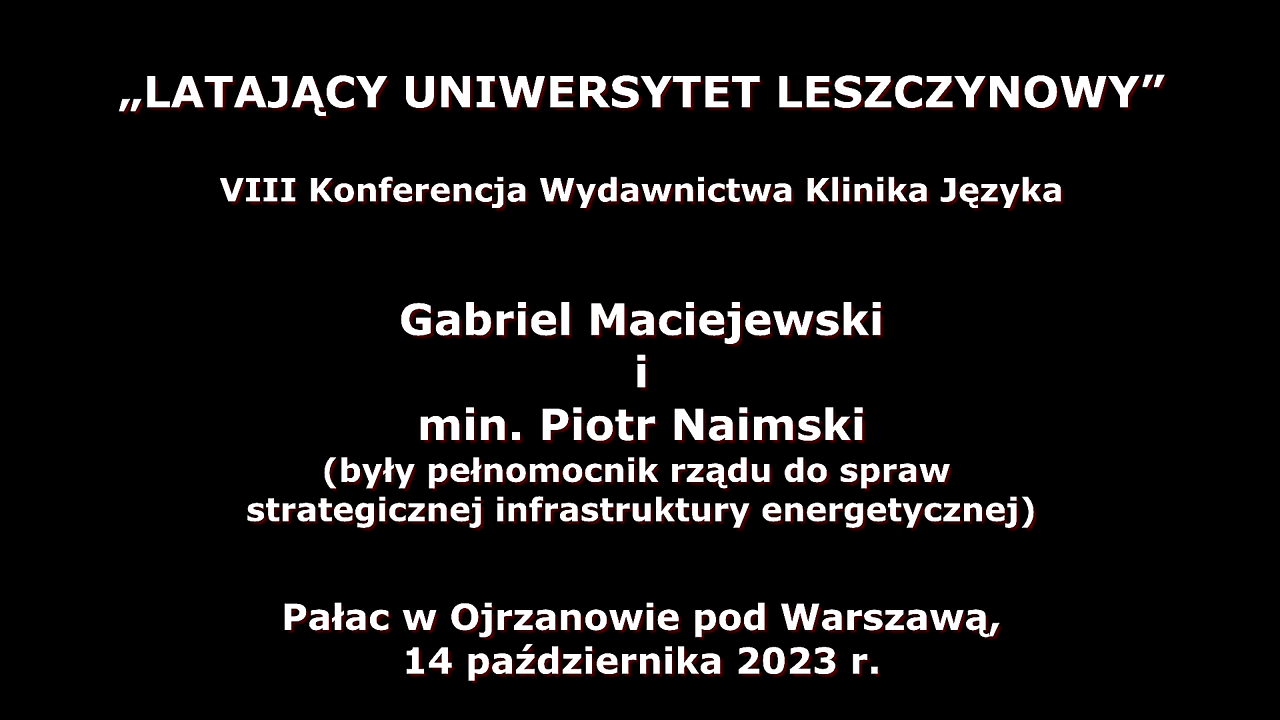 „LATAJĄCY UNIWERSYTET LESZCZYNOWY”
VIII Konferencja Wydawnictwa Klinika Języka
Gabriel Maciejewski
i
min. Piotr Naimski
(były pełnomocnik rządu do spraw
strategicznej infrastruktury energetycznej)
Pałac w Ojrzanowie pod Warszawą,
14 października 2023 r.